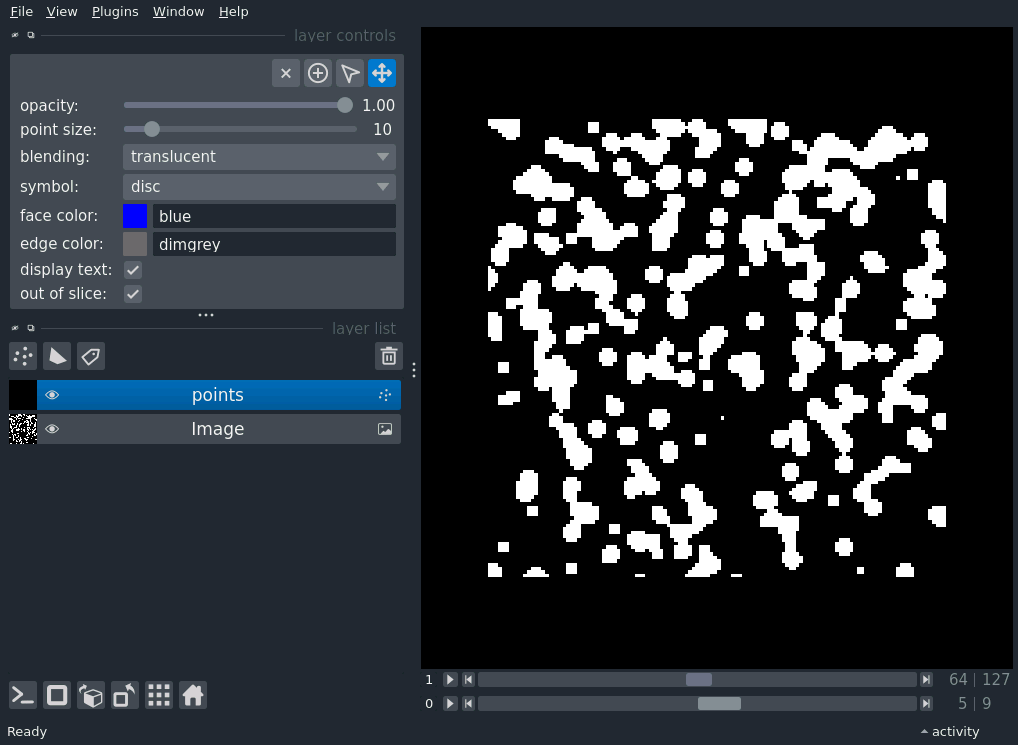 File View Plugins Window Help
layer controls
opacity: 1.00
point size: 10
blending: translucent
symbol: disc
face color: blue
edge color: dimgrey
display text:
out of slice:
layer list
points
Image
1 64 | 127
0 5 | 9
Ready activity